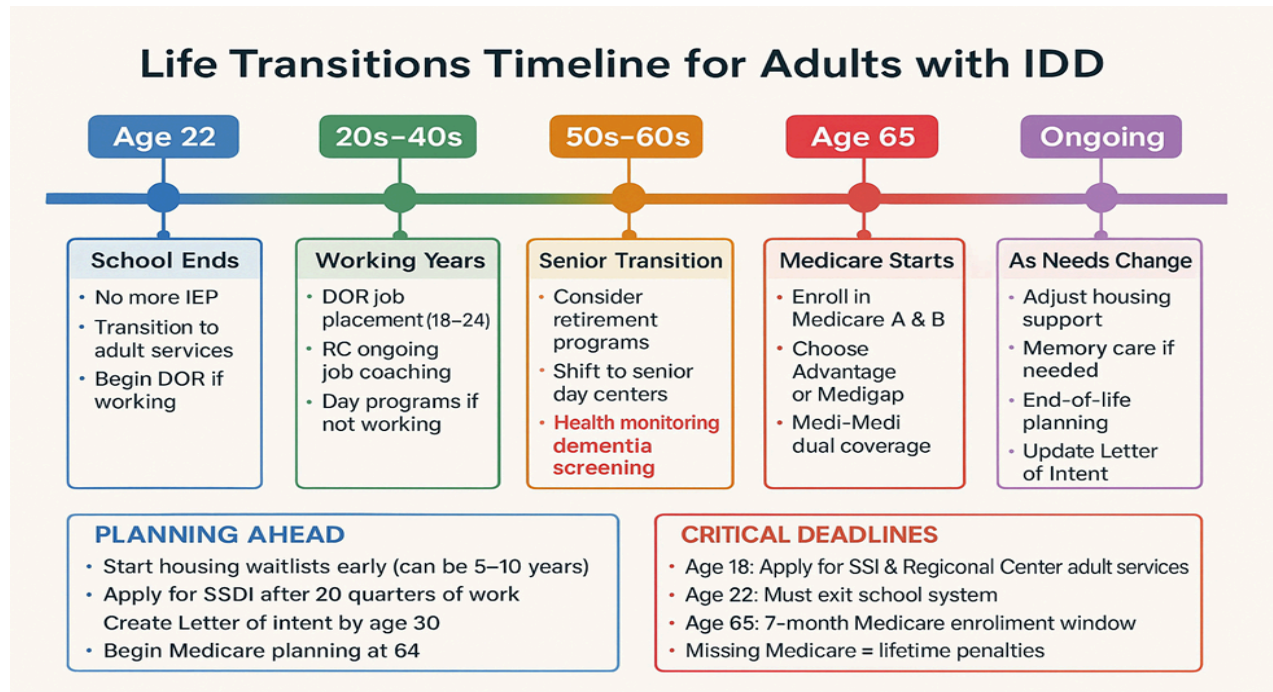 Life Transitions Timeline for Adults with IDD
Age 22
20s–40s
50s–60s
Age 65
Ongoing
School Ends
• No more IEP
• Transition to
adult services
• Begin DOR if
working
Working Years
• DOR job
placement (18–24)
• RC ongoing
job coaching
• Day programs if
not working
Senior Transition
• Consider
retirement
programs
• Shift to senior
day centers
• Health monitoring
dementia
screening
Medicare Starts
• Enroll in
Medicare A & B
• Choose
Advantage
or Medigap
• Medi-Medi
dual coverage
As Needs Change
• Adjust housing
support
• Memory care if
needed
• End-of-life
planning
• Update Letter
of Intent
PLANNING AHEAD
• Start housing waitlists early (can be 5–10 years)
• Apply for SSDI after 20 quarters of work
Create Letter of intent by age 30
• Begin Medicare planning at 64
CRITICAL DEADLINES
• Age 18: Apply for SSI & Regiconal Center adult services
• Age 22: Must exit school system
• Age 65: 7-month Medicare enroliment window
• Missing Medicare = lifetime penalties